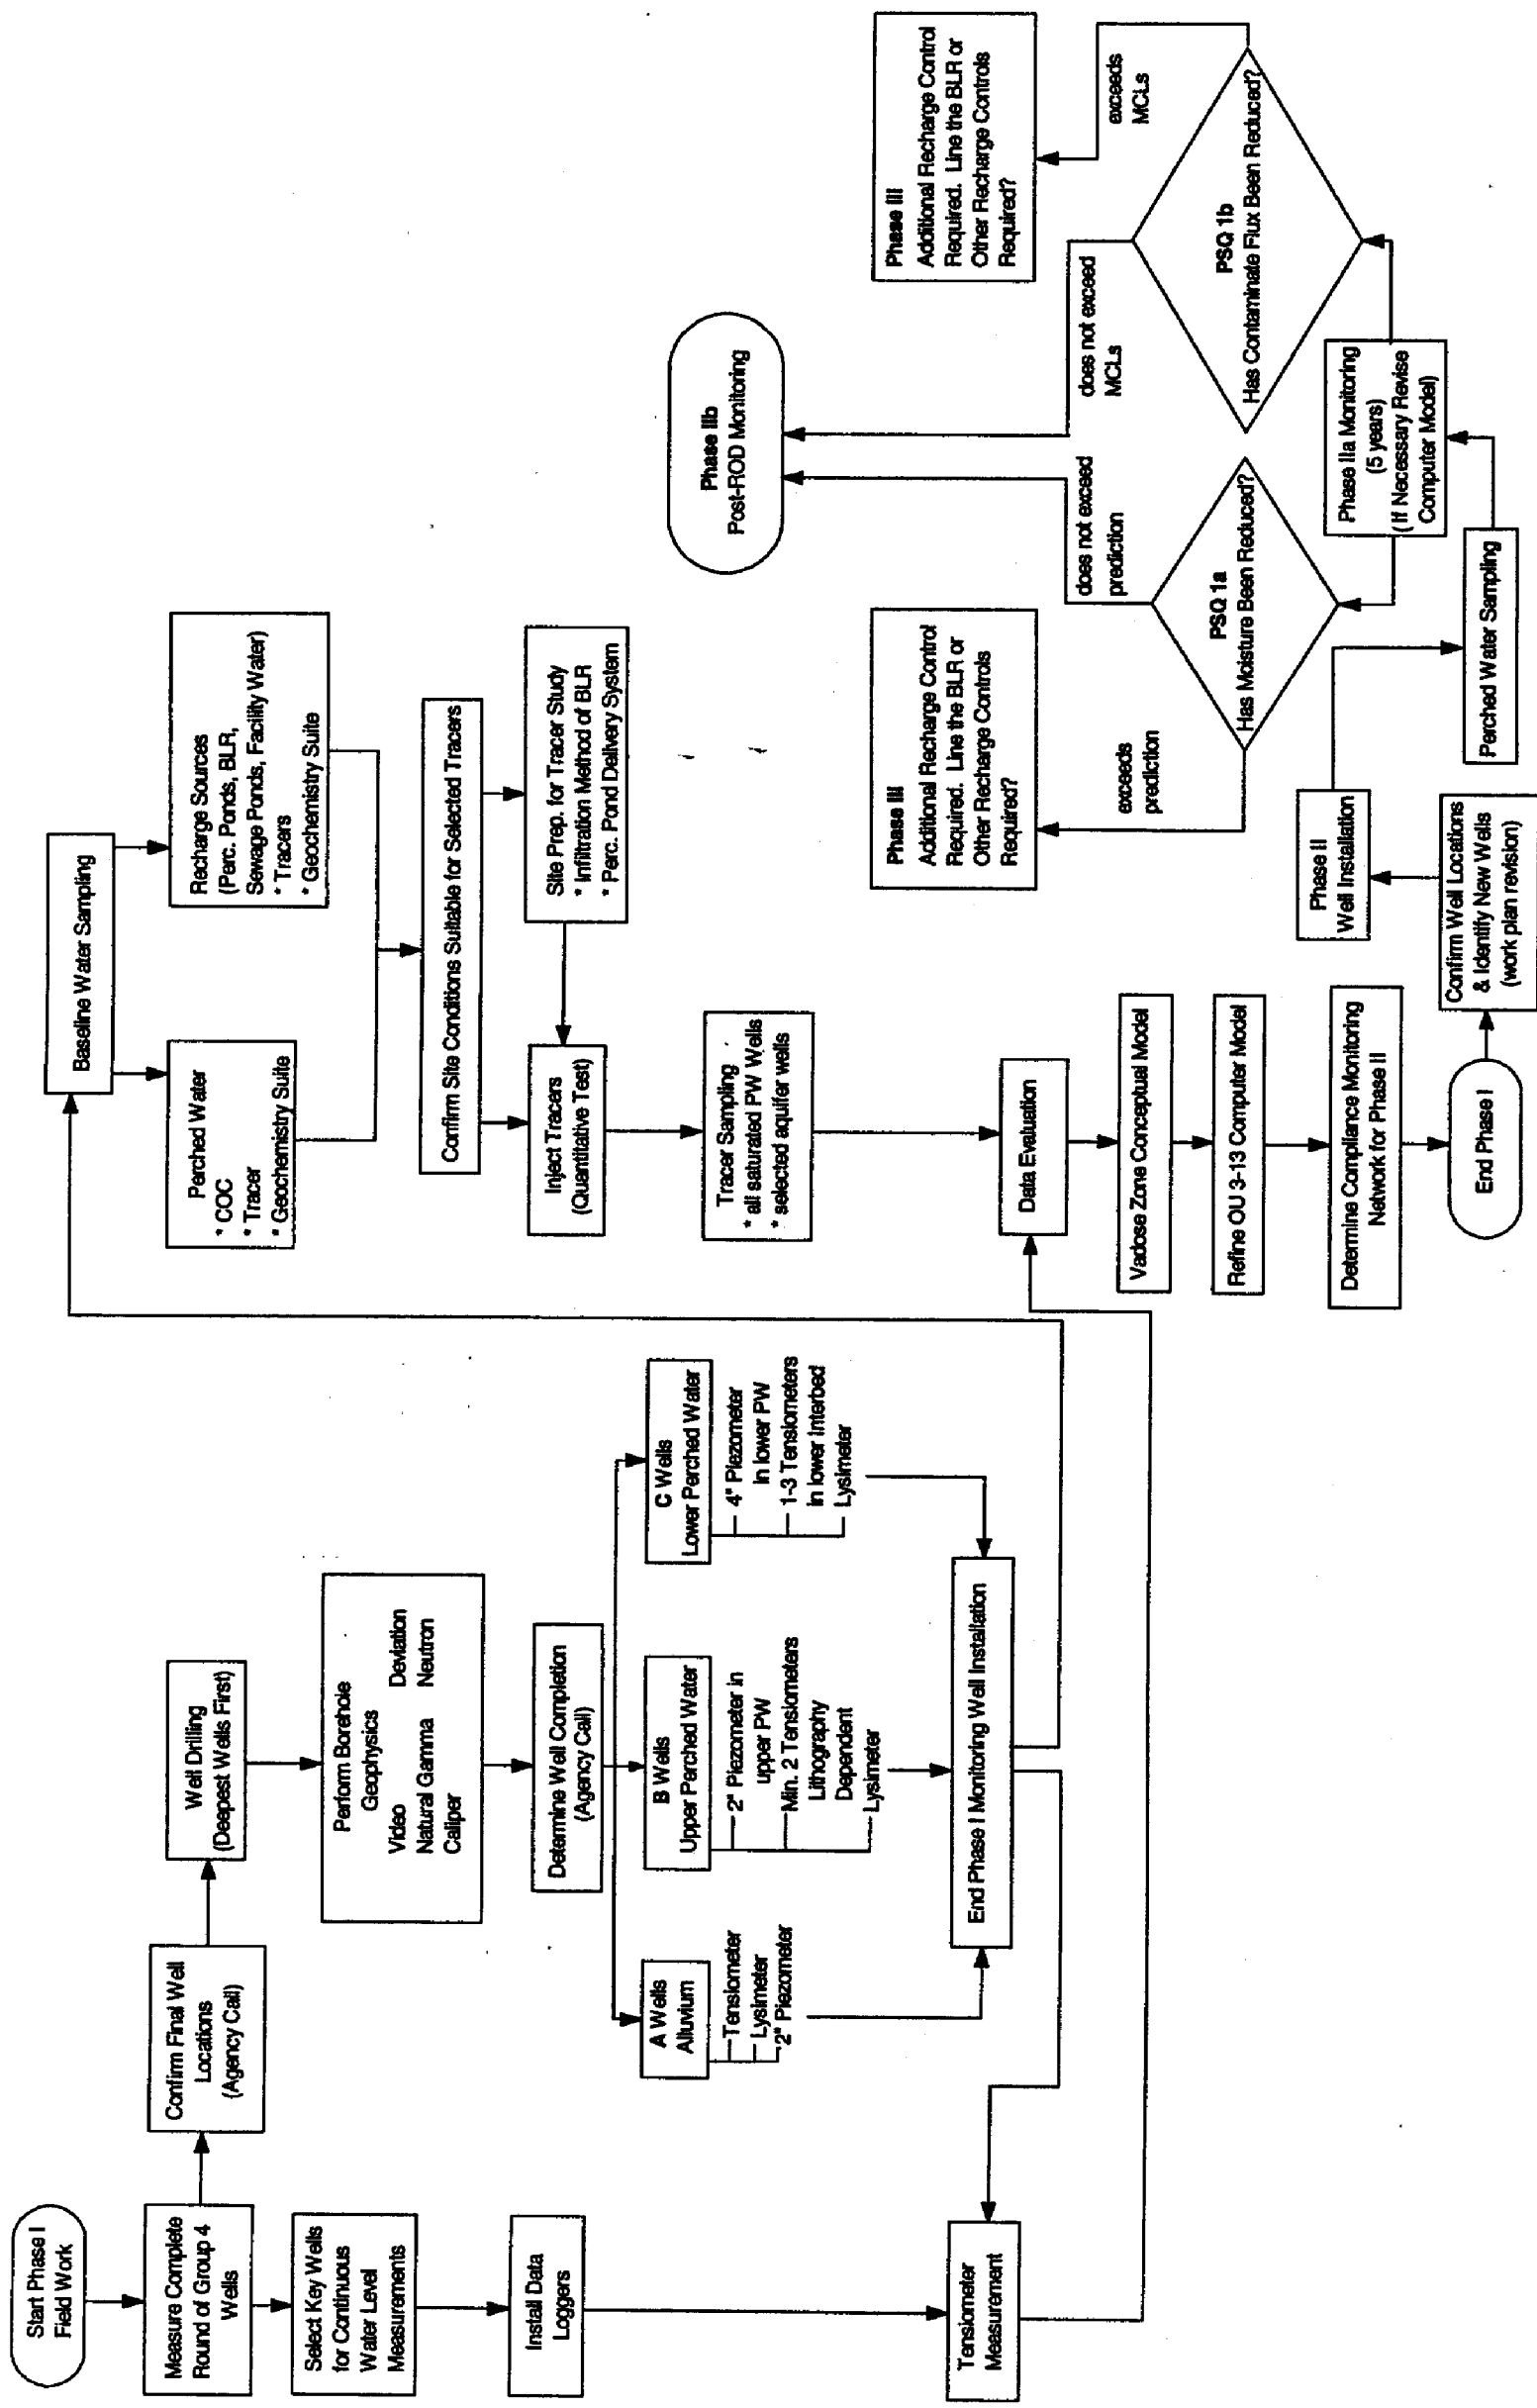 Start Phase I
Field Work
Measure Complete
Round of Group 4
Wells
Select Key Wells
for Continuous
Water Level
Measurements
Install Data
Loggers
Tensiometer
Measurement
Confirm Final Well
Locations
(Agency Call)
Well Drilling
(Deepest Wells First)
Perform Borehole
Geophysics
Video Deviation
Natural Gamma Neutron
Caliper
Determine Well Completion
(Agency Call)
A Wells
Alluvium
Tensiometer
Lysimeter
2" Piezometer
B Wells
Upper Perched Water
2" Piezometer in
upper PW
Min. 2 Tensiometers
Lithography
Dependent
Lysimeter
C Wells
Lower Perched Water
4" Piezometer
in lower PW
1-3 Tensiometers
in lower Interbed
Lysimeter
End Phase I Monitoring Well Installation
Baseline Water Sampling
Perched Water
* COC
* Tracer
* Geochemistry Suite
Recharge Sources
(Perc. Ponds, BLR,
Sewage Ponds, Facility Water)
* Tracers
* Geochemistry Suite
Confirm Site Conditions Suitable for Selected Tracers
Inject Tracers
(Quantitative Test)
Site Prep. for Tracer Study
* Infiltration Method of BLR
* Perc. Pond Delivery System
Tracer Sampling
* all saturated PW Wells
* selected aquifer wells
Data Evaluation
Vadose Zone Conceptual Model
Refine OU 3-13 Computer Model
Determine Compliance Monitoring
Network for Phase II
End Phase I
Confirm Well Locations
& Identify New Wells
(work plan revision)
Phase II
Well Installation
Perched Water Sampling
Phase IIa Monitoring
(5 years)
(If Necessary Revise
Computer Model)
PSQ 1a
Has Moisture Been Reduced?
exceeds
prediction
does not exceed
prediction
Phase III
Additional Recharge Control
Required. Line the BLR or
Other Recharge Controls
Required?
PSQ 1b
Has Contaminate Flux Been Reduced?
does not exceed
MCLs
exceeds
MCLs
Phase IIb
Post-ROD Monitoring
Phase III
Additional Recharge Control
Required. Line the BLR or
Other Recharge Controls
Required?